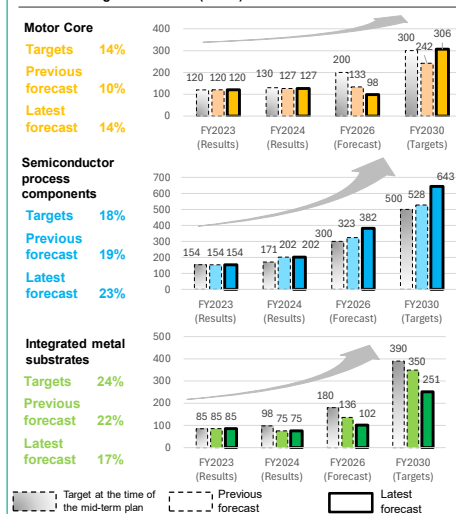 Motor Core
Targets 14%
Previous
forecast 10%
Latest
forecast 14%
400
300
200
100
0
120 120 120
130 127 127
200 133 98
300 242 306
FY2023 FY2024 FY2026 FY2030
(Results) (Results) (Forecast) (Targets)
Semiconductor
process
components
Targets 18%
Previous
forecast 19%
Latest
forecast 23%
700
600
500
400
300
200
100
0
154 154 154
171 202 202
300 323 382
500 528 643
FY2023 FY2024 FY2026 FY2030
(Results) (Results) (Forecast) (Targets)
Integrated metal
substrates
Targets 24%
Previous
forecast 22%
Latest
forecast 17%
500
400
300
200
100
0
85 85 85
98 75 75
180 136 102
390 350 251
FY2023 FY2024 FY2026 FY2030
(Results) (Results) (Forecast) (Targets)
Target at the time of
the mid-term plan
Previous
forecast
Latest
forecast